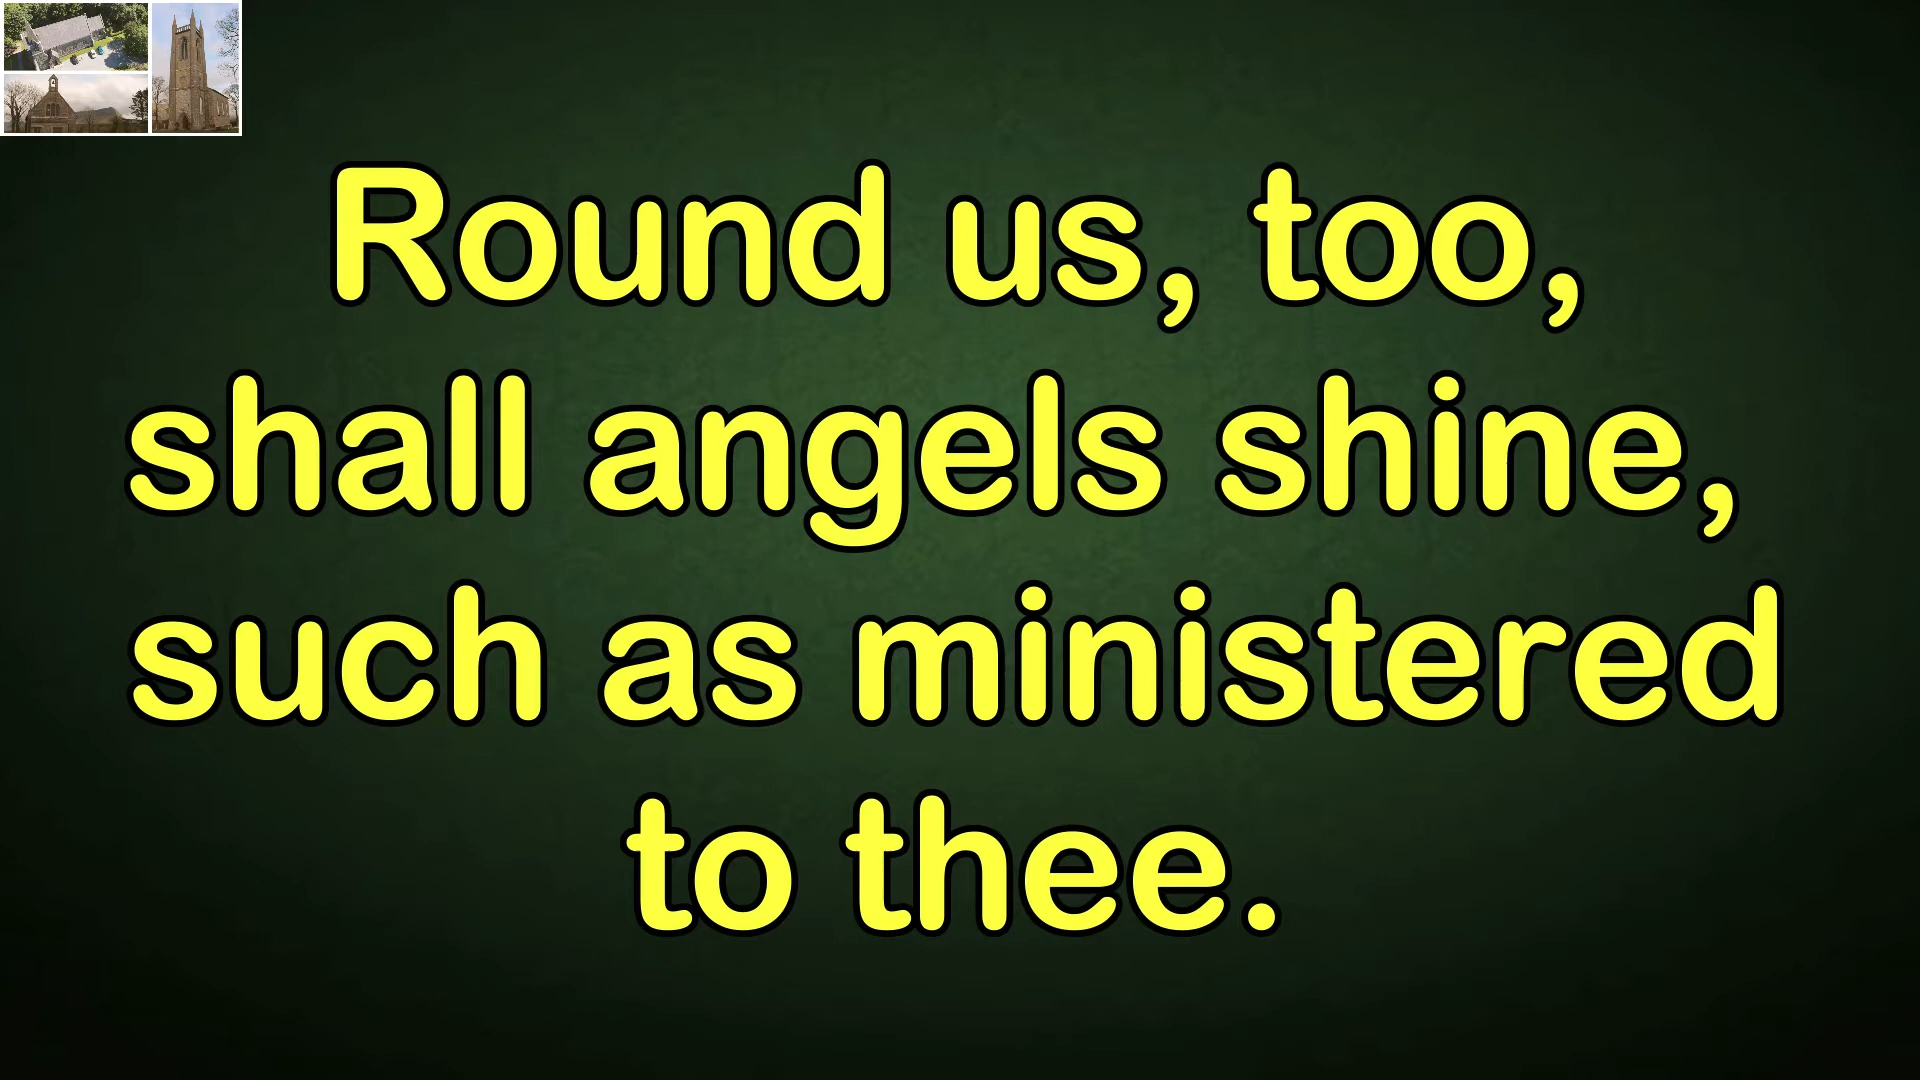 Round us, too,
shall angels shine,
such as ministered
to thee.